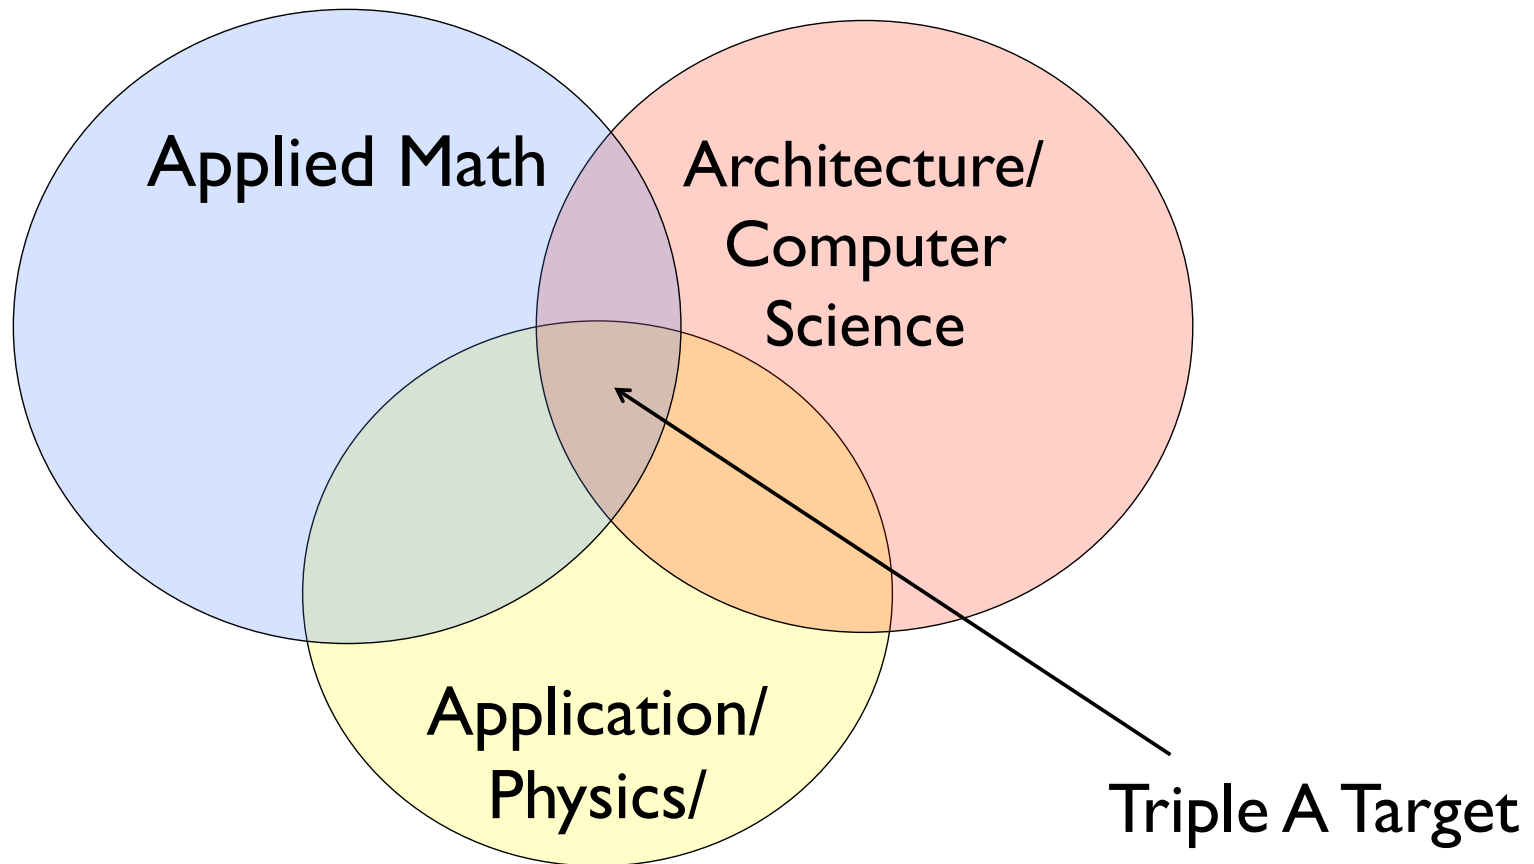 Applied Math
Architecture/
Computer
Science
Application/
Physics/
Triple A Target